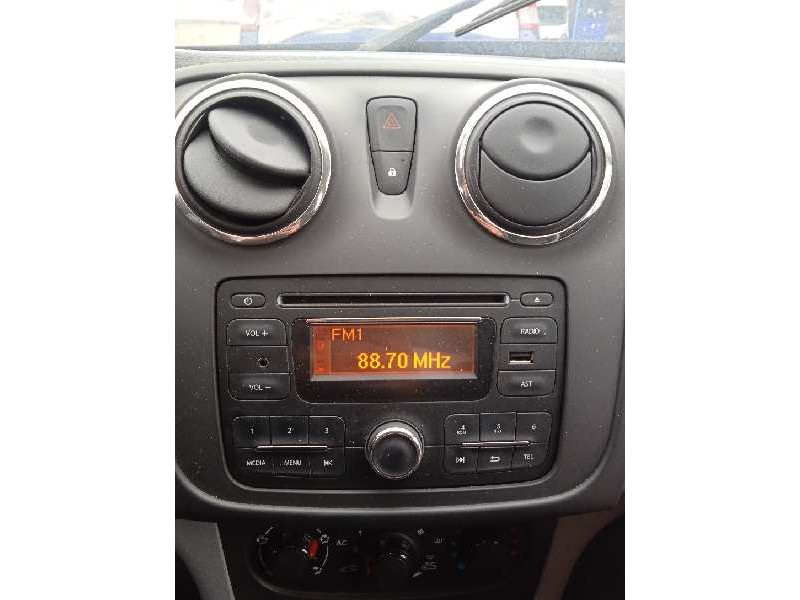 VOL +
VOL -
FM1
88.70 MHz
RADIO
AST
1
2
3
4
5
6
MEDIA
MENU
TEL
AC